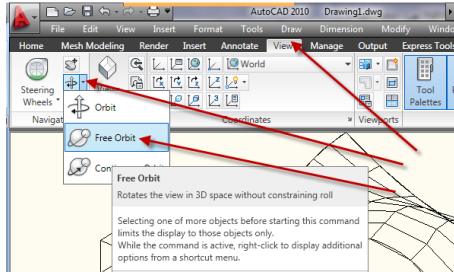 AutoCAD 2010 Drawing1.dwg
File Edit View Insert Format Tools Draw Dimension Modify Window
Home Mesh Modeling Render Insert Annotate View Manage Output Express Tools
World
Steering Wheels
Tool Palettes
Navigat Coordinates Viewports
Orbit
Free Orbit
Free Orbit
Rotates the view in 3D space without constraining roll
Selecting one of more objects before starting this command
limits the display to those objects only.
While the command is active, right-click to display additional
options from a shortcut menu.